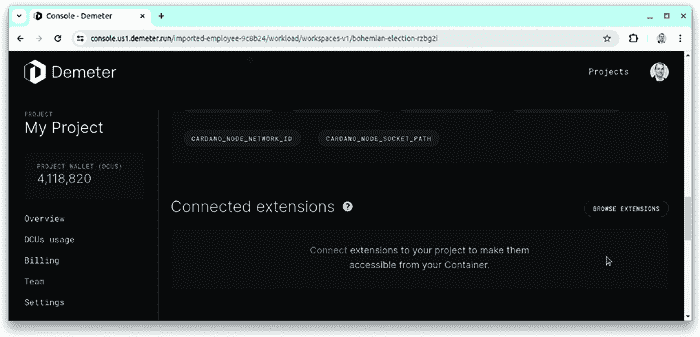 Console - Demeter
console.us1.demeter.run/imported-employee-9c8b24/workload/workspaces-v1/bohemian-election-rzbg2i
Demeter
Projects
PROJECT
My Project
PROJECT WALLET (DCUS)
4,118,820
Overview
DCUs usage
Billing
Team
Settings
CARDANO_NODE_NETWORK_ID
CARDANO_NODE_SOCKET_PATH
Connected extensions ?
BROWSE EXTENSIONS
Connect extensions to your project to make them
accessible from your Container.